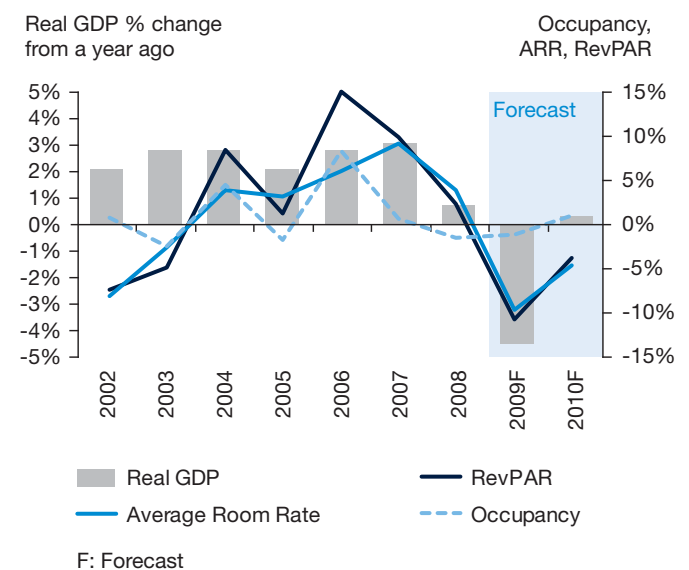 Real GDP % change
from a year ago
Occupancy,
ARR, RevPAR
5%
4%
3%
2%
1%
0%
-1%
-2%
-3%
-4%
-5%
Forecast
15%
10%
5%
0%
-5%
-10%
-15%
2002
2003
2004
2005
2006
2007
2008
2009F
2010F
Real GDP
RevPAR
Average Room Rate
Occupancy
F: Forecast